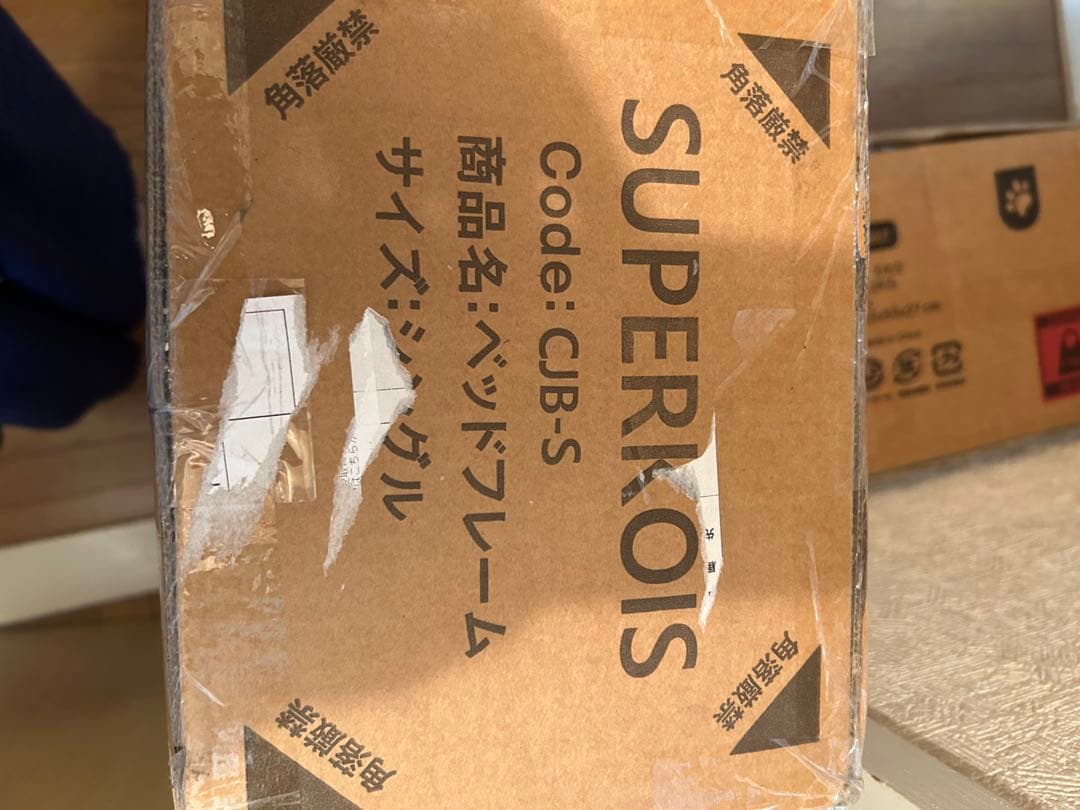 SUPERKOIS
Code: CJB-S
商品名:ベッドフレーム
サイズ:シングル
角落厳禁
角落厳禁
角落厳禁
角落厳禁